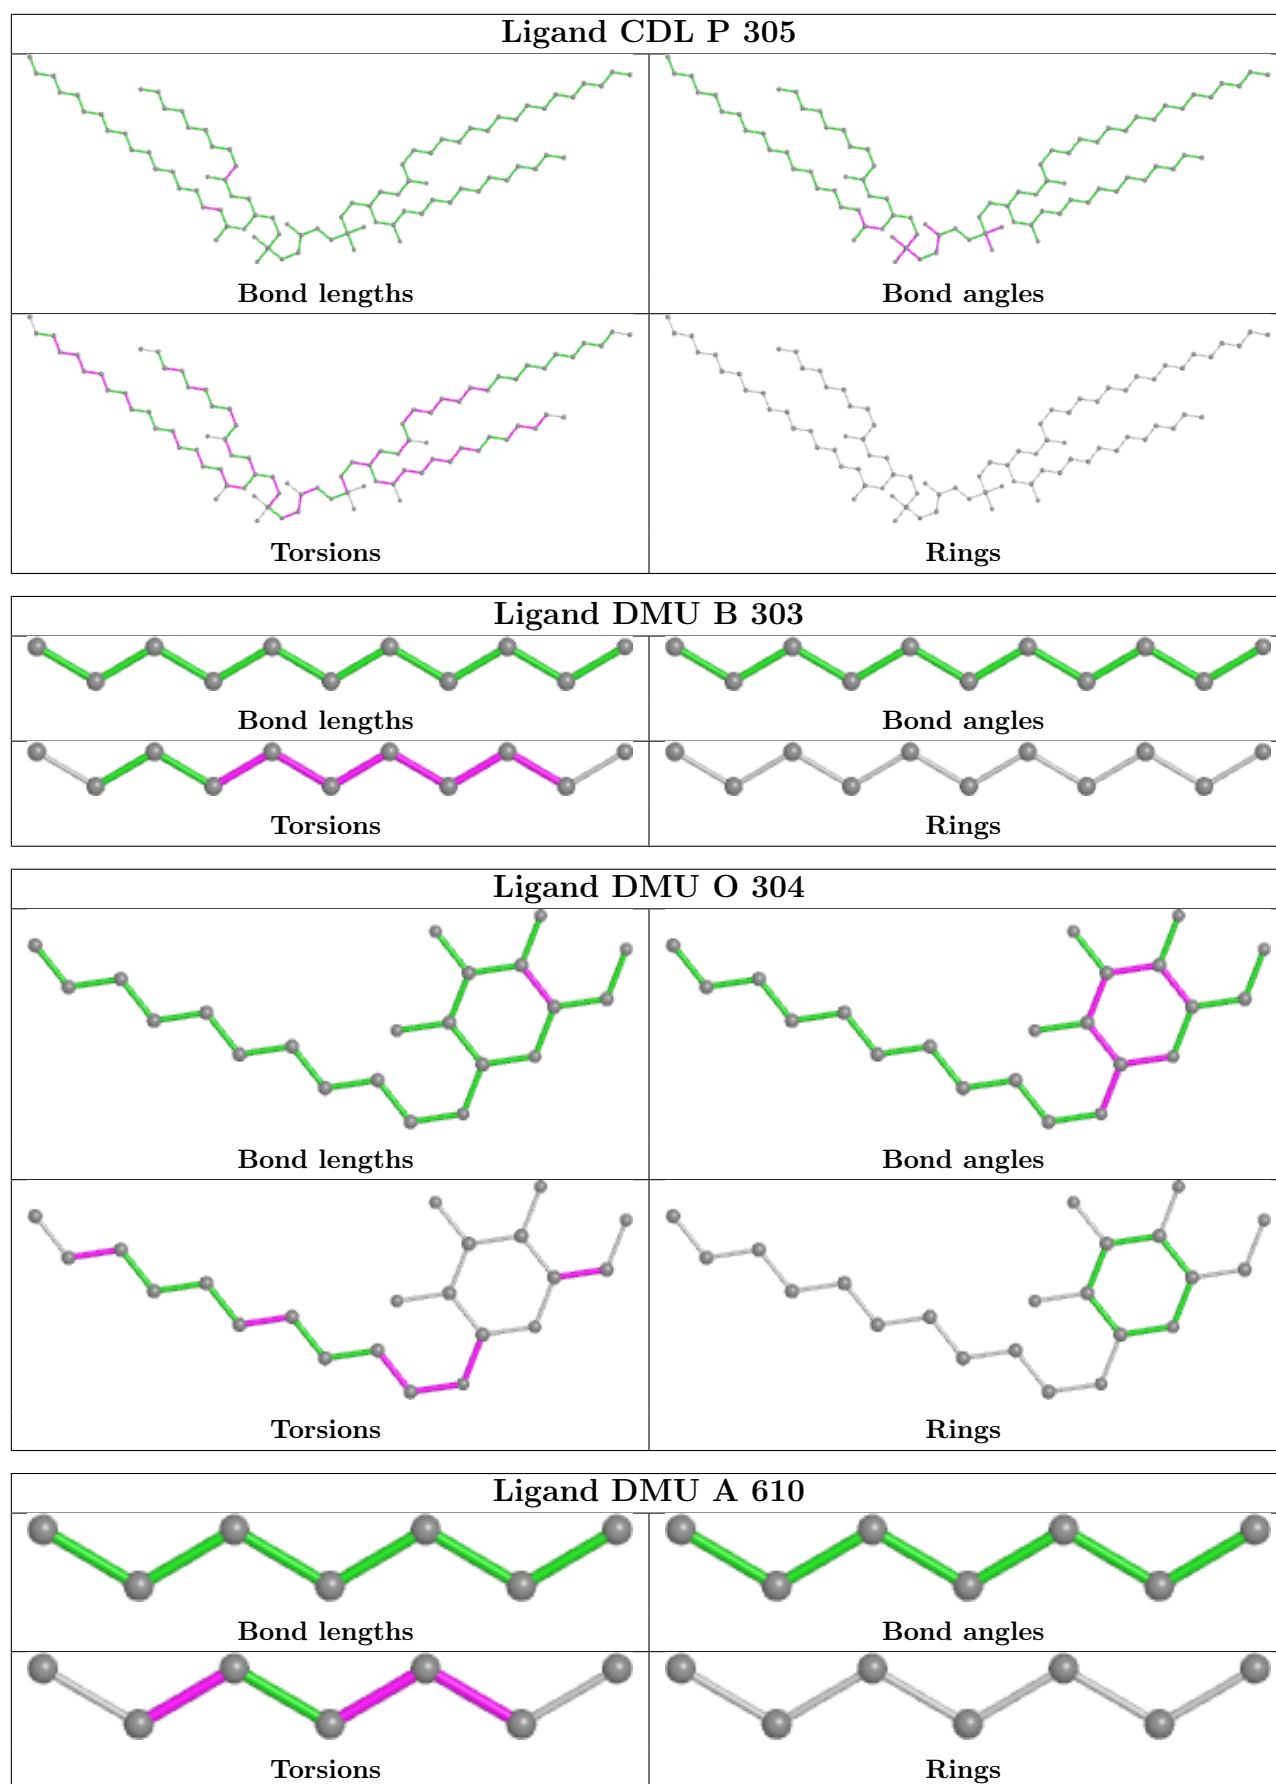 Ligand CDL P 305
Bond lengths
Bond angles
Torsions
Rings
Ligand DMU B 303
Bond lengths
Bond angles
Torsions
Rings
Ligand DMU O 304
Bond lengths
Bond angles
Torsions
Rings
Ligand DMU A 610
Bond lengths
Bond angles
Torsions
Rings